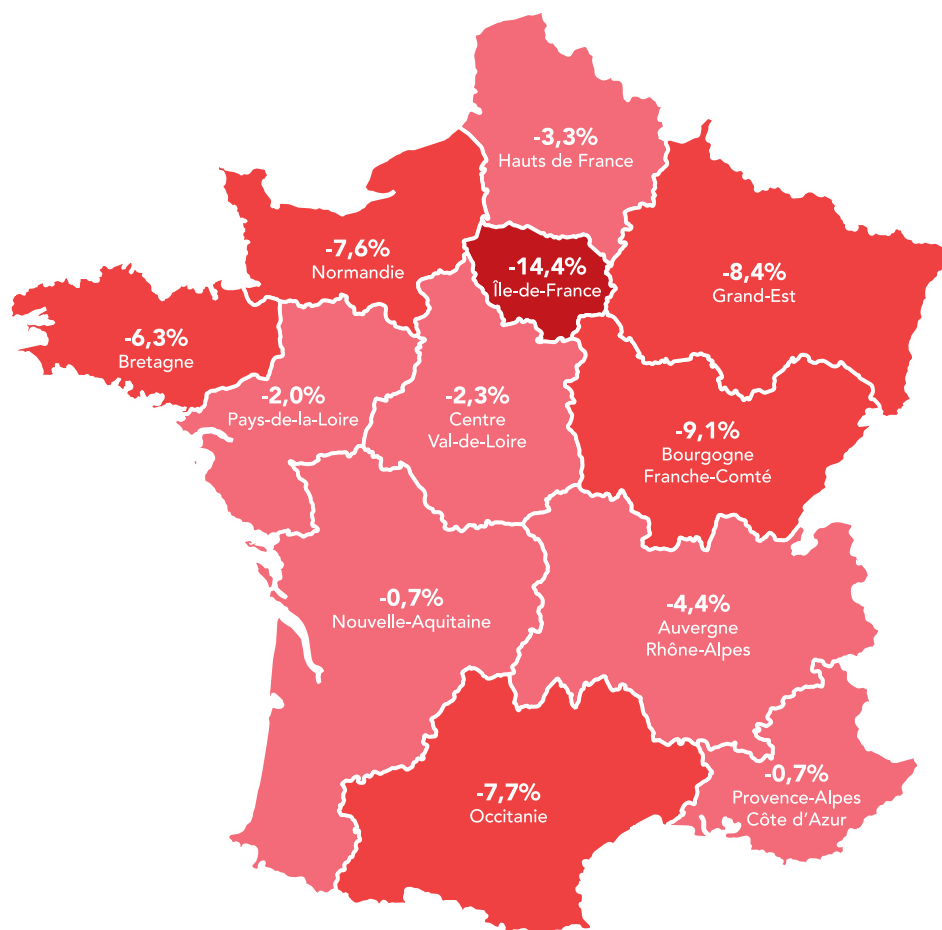 -3,3%
Hauts de France
-7,6%
Normandie
-14,4%
Île-de-France
-8,4%
Grand-Est
-6,3%
Bretagne
-2,0%
Pays-de-la-Loire
-2,3%
Centre
Val-de-Loire
-9,1%
Bourgogne
Franche-Comté
-0,7%
Nouvelle-Aquitaine
-4,4%
Auvergne
Rhône-Alpes
-7,7%
Occitanie
-0,7%
Provence-Alpes
Côte d'Azur